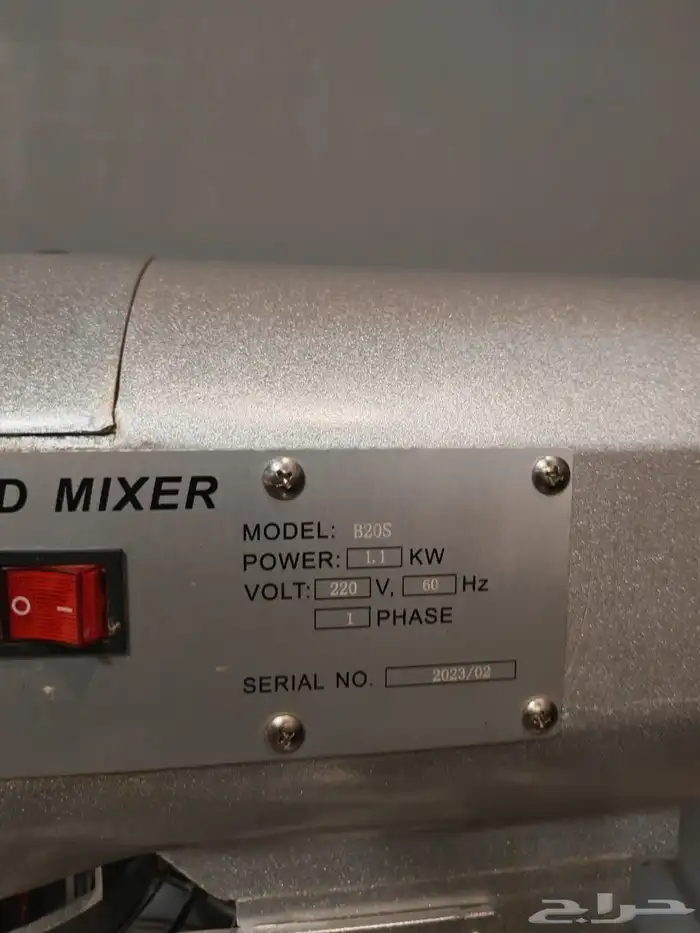 D MIXER
MODEL: B20S
POWER: 1.1 KW
VOLT: 220 V, 60 Hz
1 PHASE
SERIAL NO. 2023/02
حراج